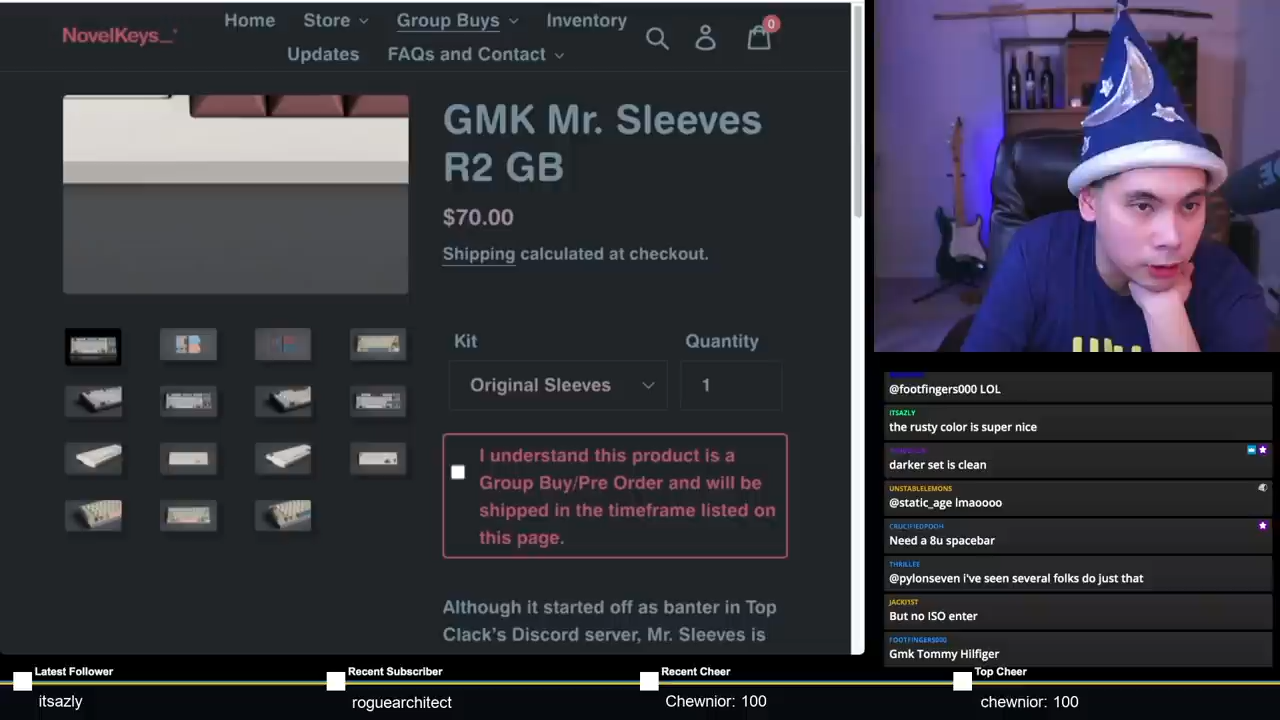 NovelKeys_
Home
Store
Group Buys
Inventory
Updates
FAQs and Contact
0
GMK Mr. Sleeves
R2 GB
$70.00
Shipping calculated at checkout.
Kit
Quantity
Original Sleeves
1
I understand this product is a
Group Buy/Pre Order and will be
shipped in the timeframe listed on
this page.
Although it started off as banter in Top
Clack's Discord server, Mr. Sleeves is
@footfingers000 LOL
ITSAZLY
the rusty color is super nice
darker set is clean
UNSTABLELEMONS
@static_age lmaoooo
CRUCIFIEDPOOH
Need a 8u spacebar
THRILLEE
@pylonseven i've seen several folks do just that
JACKI1ST
But no ISO enter
FOOTFINGERS000
Gmk Tommy Hilfiger
Latest Follower
itsazly
Recent Subscriber
roguearchitect
Recent Cheer
Chewnior: 100
Top Cheer
chewnior: 100